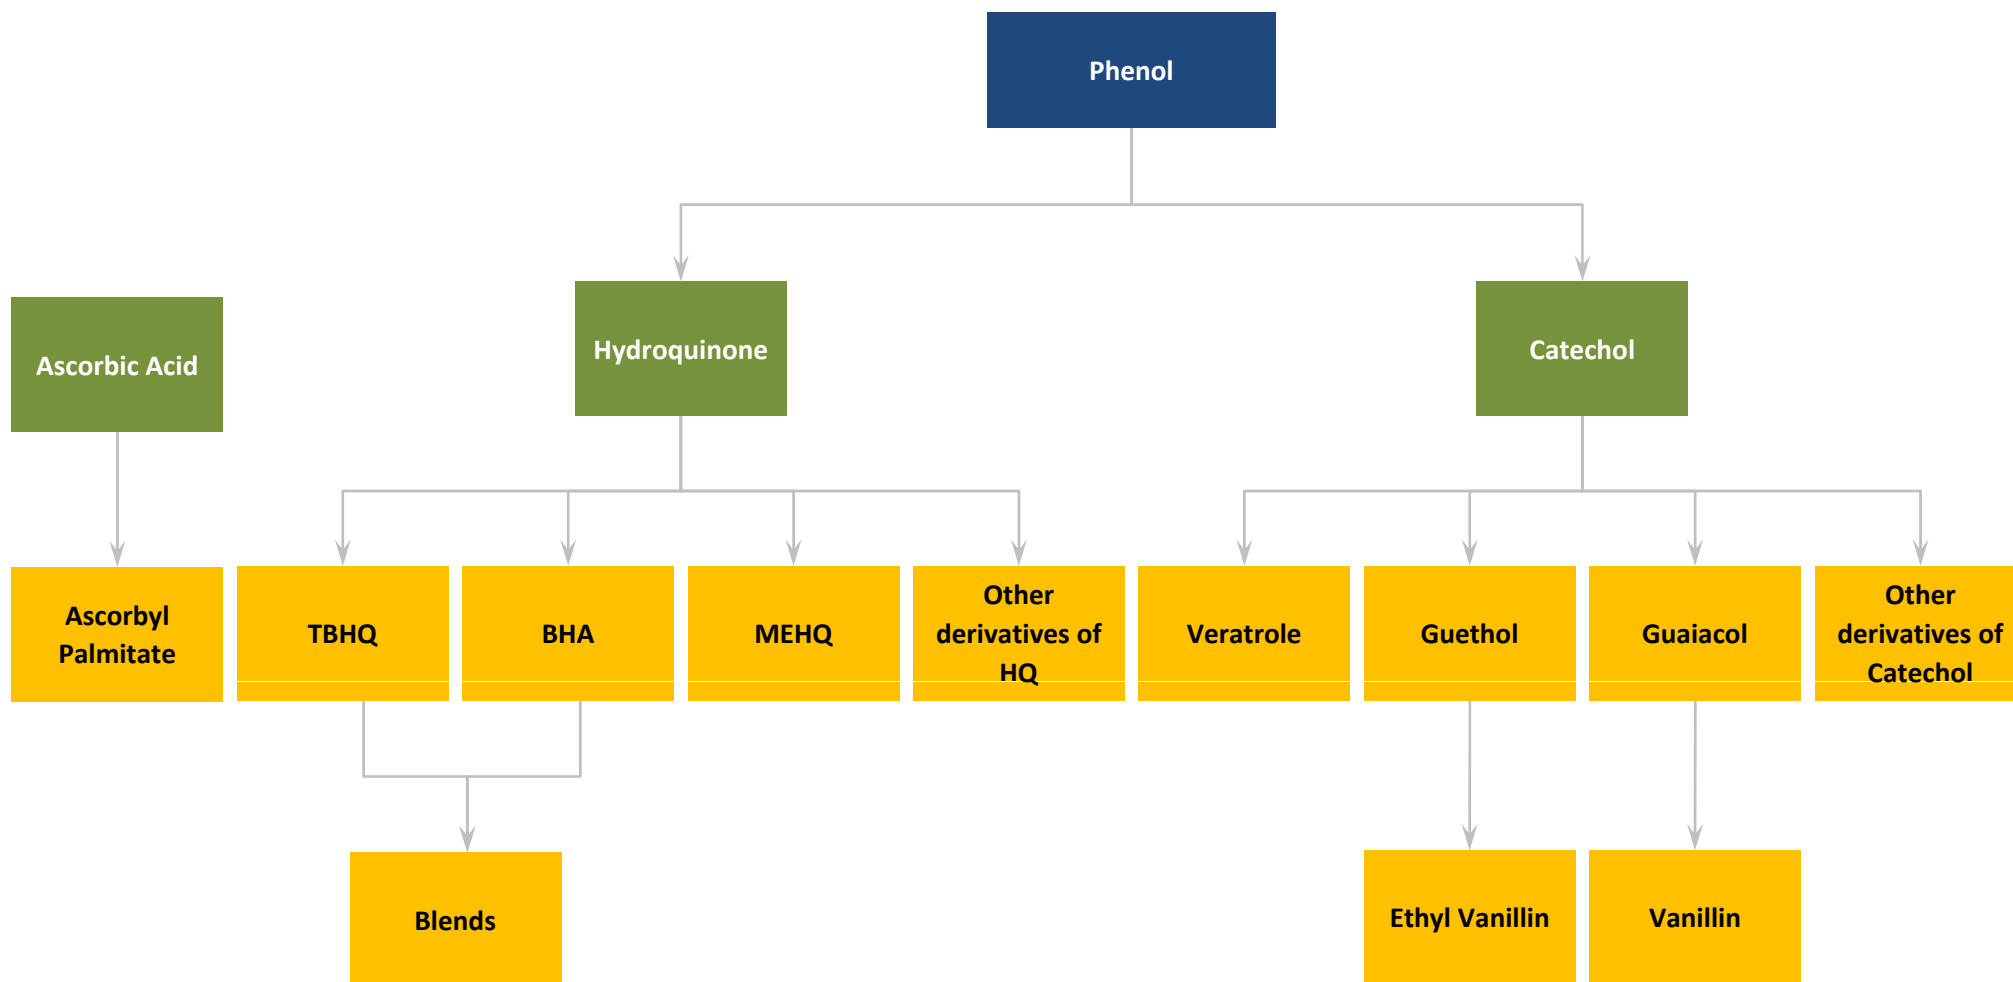 Phenol
Hydroquinone
Catechol
Ascorbic Acid
Ascorbyl
Palmitate
TBHQ
BHA
MEHQ
Other
derivatives of
HQ
Veratrole
Guethol
Guaiacol
Other
derivatives of
Catechol
Blends
Ethyl Vanillin
Vanillin